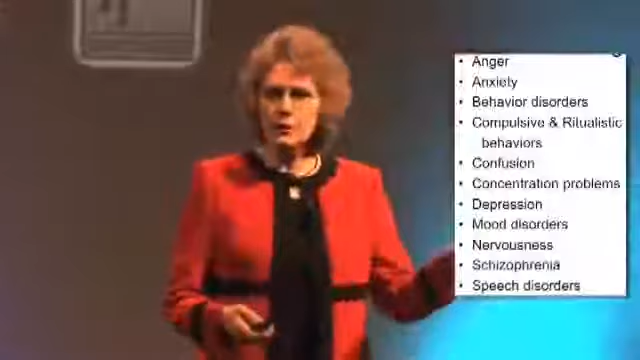 • Anger
• Anxiety
• Behavior disorders
• Compulsive & Ritualistic
behaviors
• Confusion
• Concentration problems
• Depression
• Mood disorders
• Nervousness
• Schizophrenia
• Speech disorders